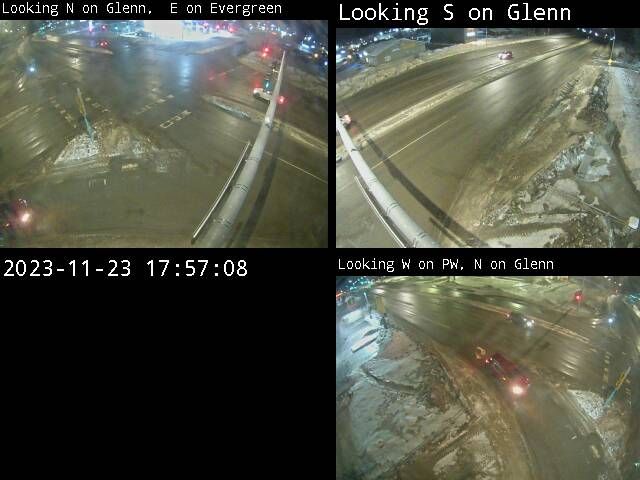 Looking N on Glenn,  E on Evergreen
Looking S on Glenn
2023-11-23 17:57:08
Looking W on PW, N on Glenn